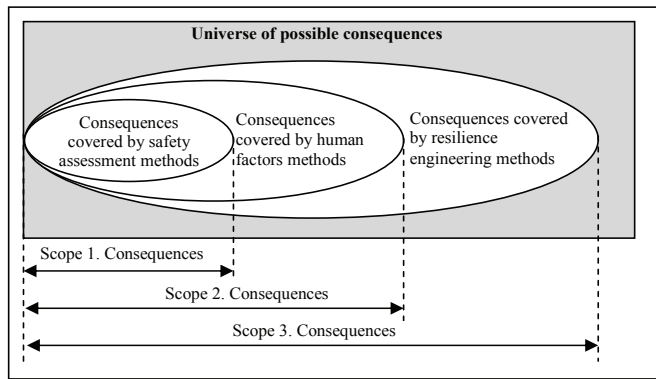 Universe of possible consequences
Consequences
covered by safety
assessment methods
Consequences
covered by human
factors methods
Consequences covered
by resilience
engineering methods
Scope 1. Consequences
Scope 2. Consequences
Scope 3. Consequences